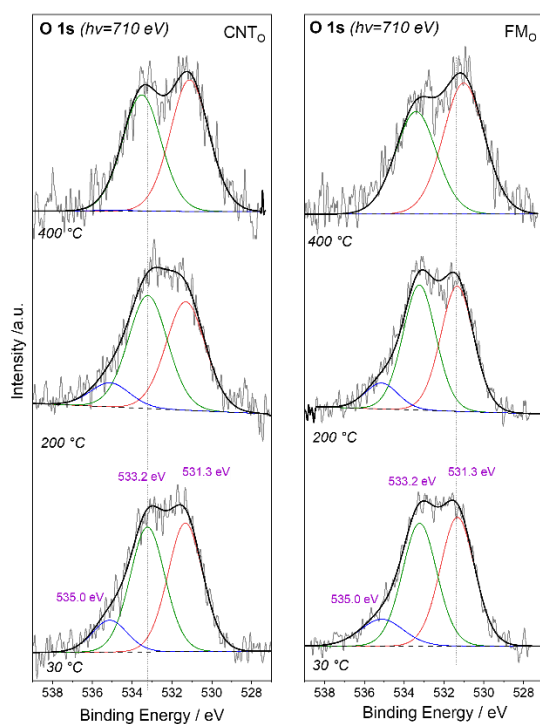 O 1s (hν=710 eV) CNTO
400 °C
200 °C
533.2 eV 531.3 eV
535.0 eV
30 °C
538 536 534 532 530 528
Binding Energy / eV
Intensity /a.u.
O 1s (hν=710 eV) FMO
400 °C
200 °C
533.2 eV 531.3 eV
535.0 eV
30 °C
538 536 534 532 530 528
Binding Energy / eV